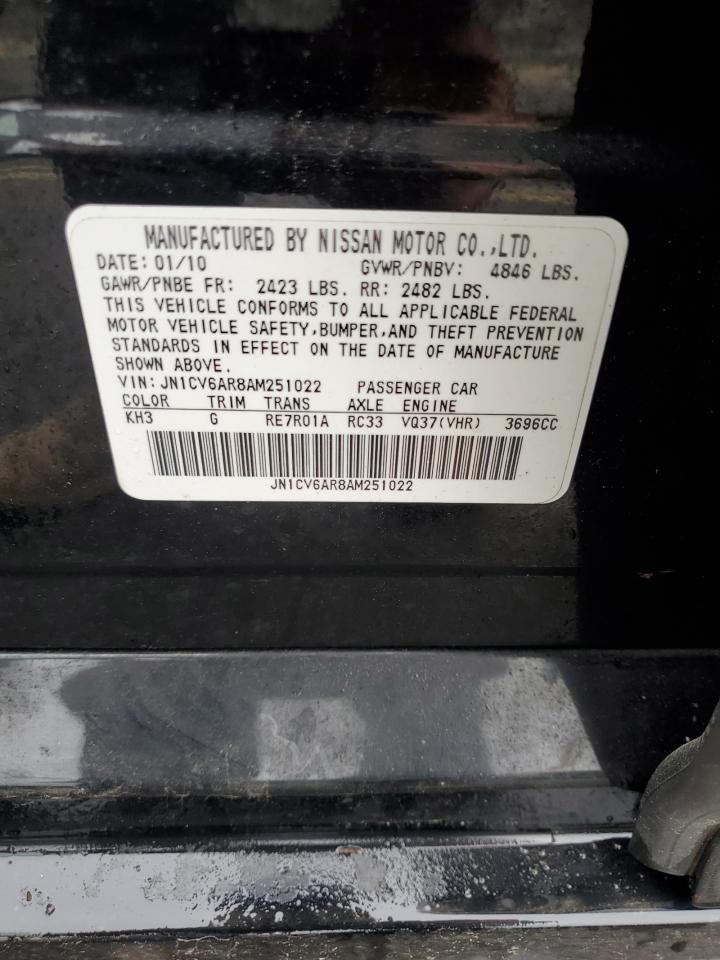 MANUFACTURED BY NISSAN MOTOR CO.,LTD.
DATE: 01/10 GVWR/PNBV: 4846 LBS.
GAWR/PNBE FR: 2423 LBS. RR: 2482 LBS.
THIS VEHICLE CONFORMS TO ALL APPLICABLE FEDERAL
MOTOR VEHICLE SAFETY,BUMPER,AND THEFT PREVENTION
STANDARDS IN EFFECT ON THE DATE OF MANUFACTURE
SHOWN ABOVE.
VIN: JN1CV6AR8AM251022 PASSENGER CAR
COLOR TRIM TRANS AXLE ENGINE
KH3 G RE7R01A RC33 VQ37(VHR) 3696CC
JN1CV6AR8AM251022